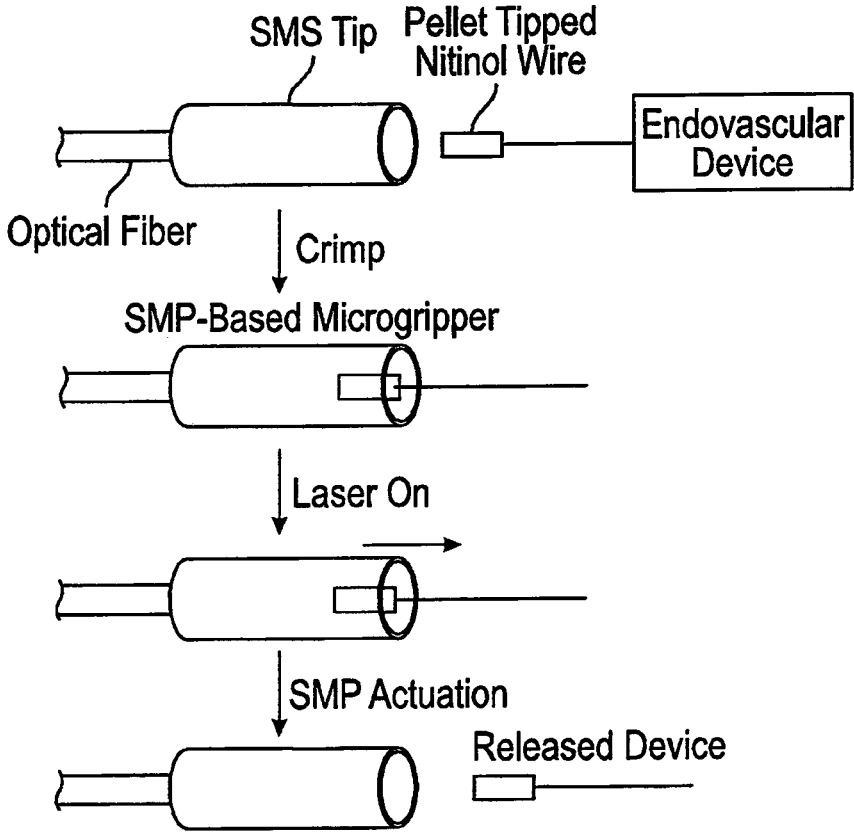 SMS Tip
Pellet Tipped
Nitinol Wire
Endovascular
Device
Optical Fiber
Crimp
SMP-Based Microgripper
Laser On
SMP Actuation
Released Device